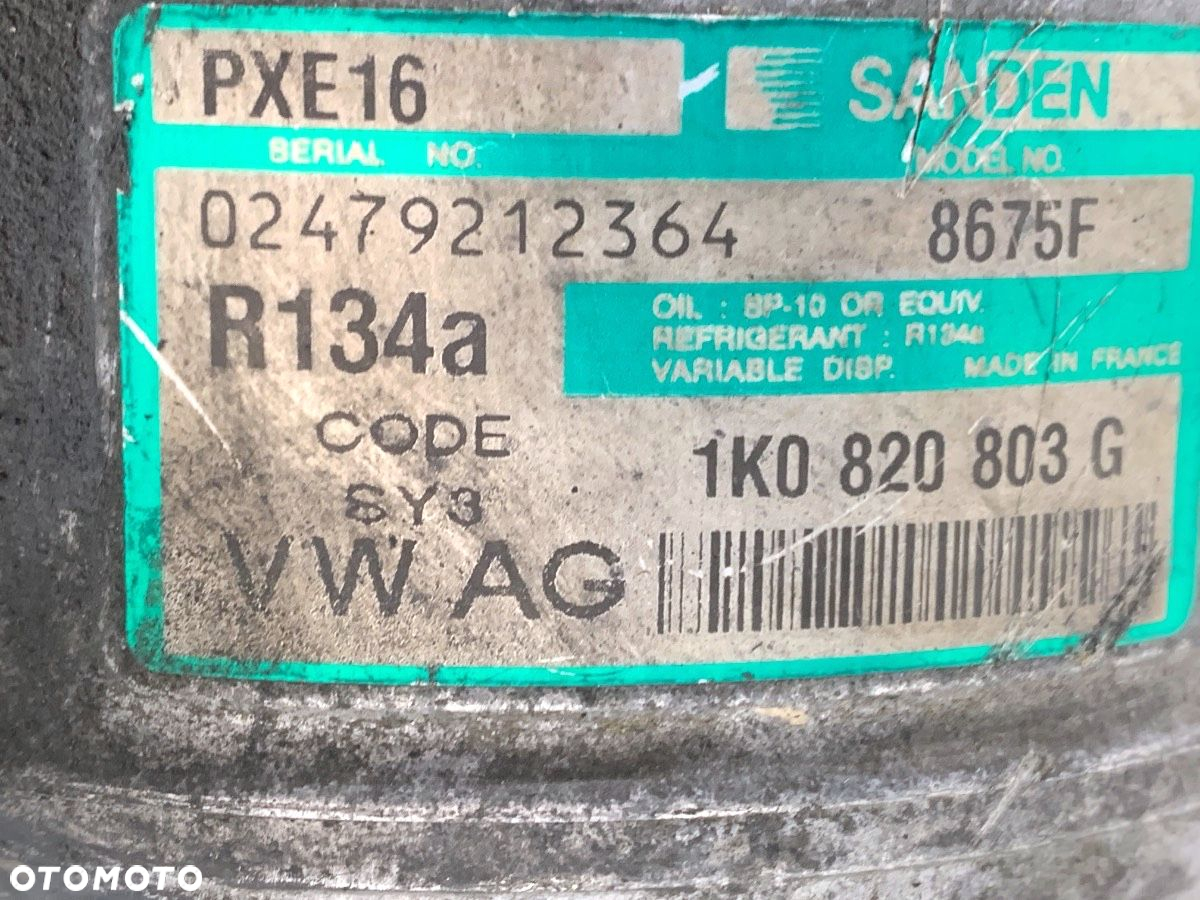 PXE16 SANDEN
SERIAL NO. MODEL NO.
02479212364 8675F
R134a
OIL : SP-10 OR EQUIV.
REFRIGERANT : R134a
VARIABLE DISP. MADE IN FRANCE
CODE
SY3
1K0 820 803 G
VW AG
OTOMOTO